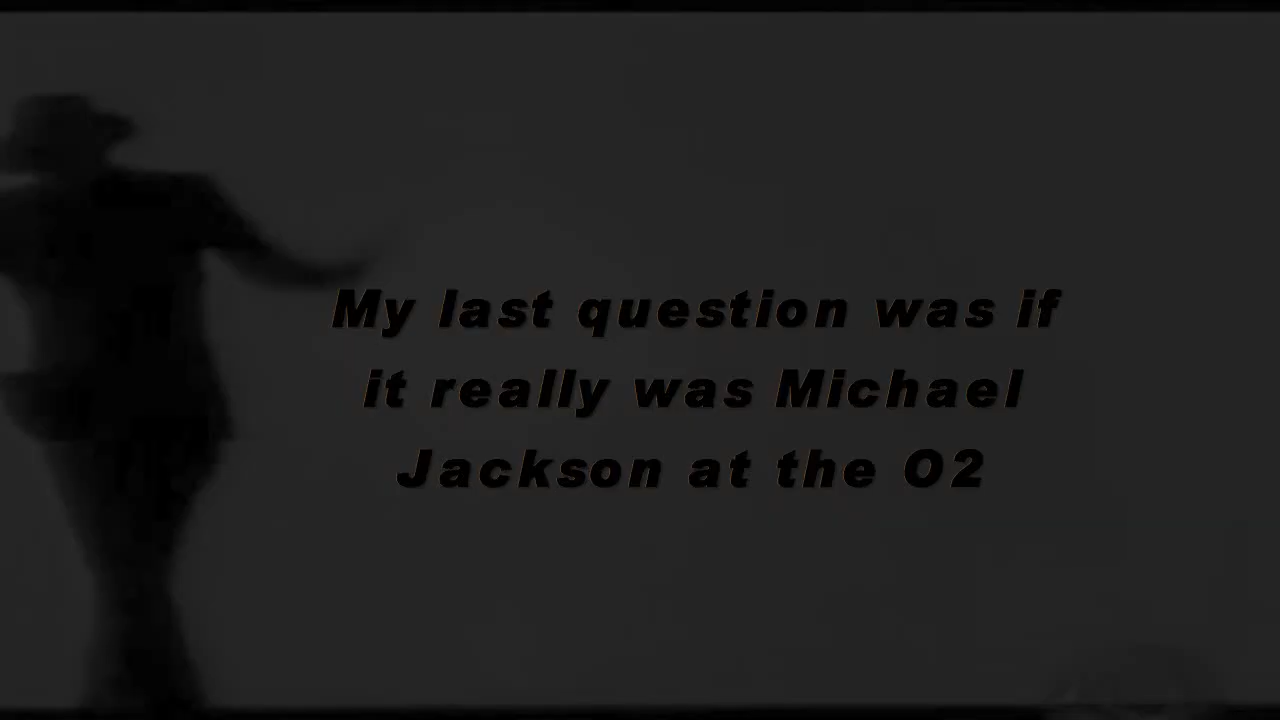 My last question was if
it really was Michael
Jackson at the O2